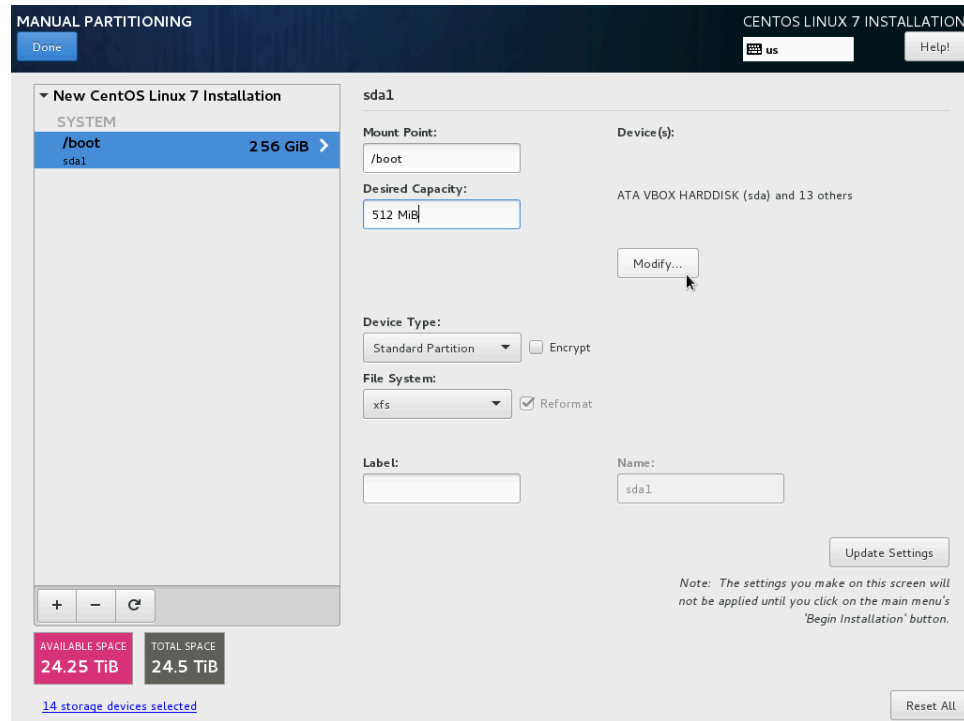 MANUAL PARTITIONING
CENTOS LINUX 7 INSTALLATION
Done
us
Help!
New CentOS Linux 7 Installation
SYSTEM
/boot
256 GiB
sda1
sda1
Mount Point:
/boot
Desired Capacity:
512 MiB
Device(s):
ATA VBOX HARDDISK (sda) and 13 others
Modify...
Device Type:
Standard Partition
Encrypt
File System:
xfs
Reformat
Label:
Name:
sda1
Update Settings
Note: The settings you make on this screen will
not be applied until you click on the main menu's
'Begin Installation' button.
+ −
AVAILABLE SPACE
24.25 TiB
TOTAL SPACE
24.5 TiB
14 storage devices selected
Reset All